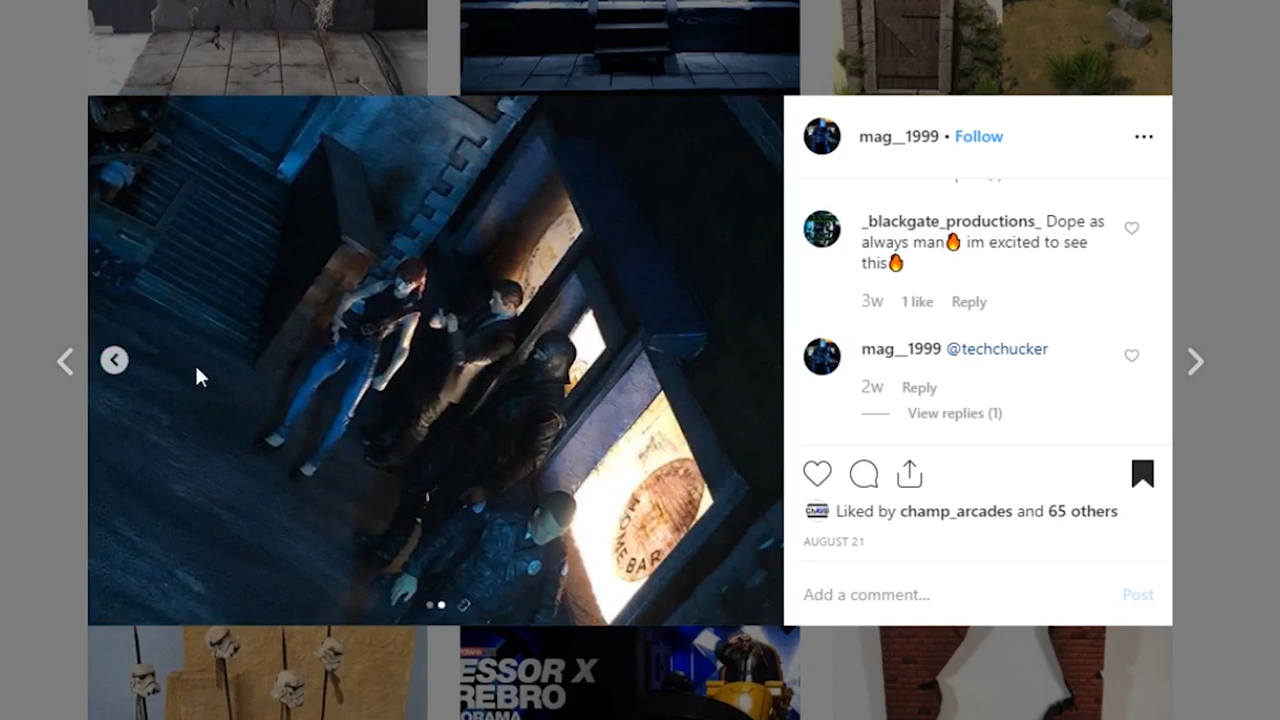 mag__1999 • Follow
_blackgate_productions_ Dope as
always man🔥 im excited to see
this🔥
3w 1 like Reply
mag__1999 @techchucker
2w Reply
View replies (1)
Liked by champ_arcades and 65 others
AUGUST 21
Add a comment... Post
HOME BAR
ESSOR X
REBRO
ORAMA